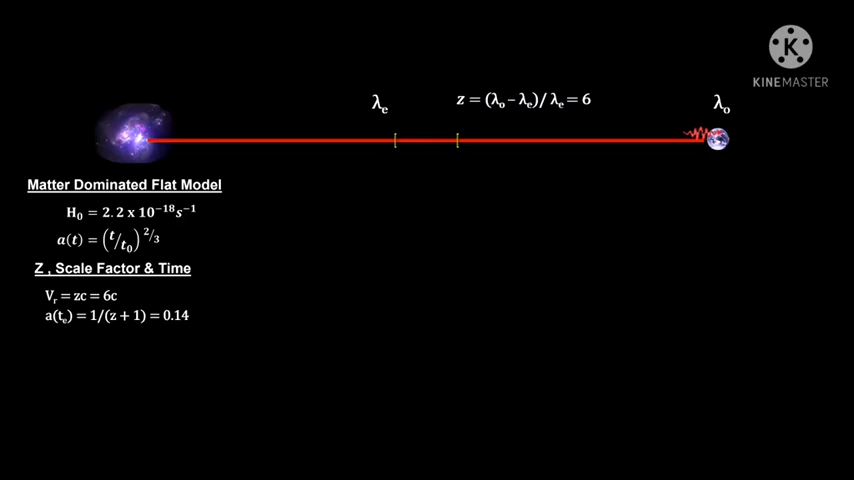 K
KINEMASTER
λₑ
z = (λₒ – λₑ)/ λₑ = 6
λₒ
Matter Dominated Flat Model
H₀ = 2.2 x 10⁻¹⁸s⁻¹
a(t) = (t/t₀)^2/3
Z , Scale Factor & Time
Vᵣ = zc = 6c
a(tₑ) = 1/(z + 1) = 0.14